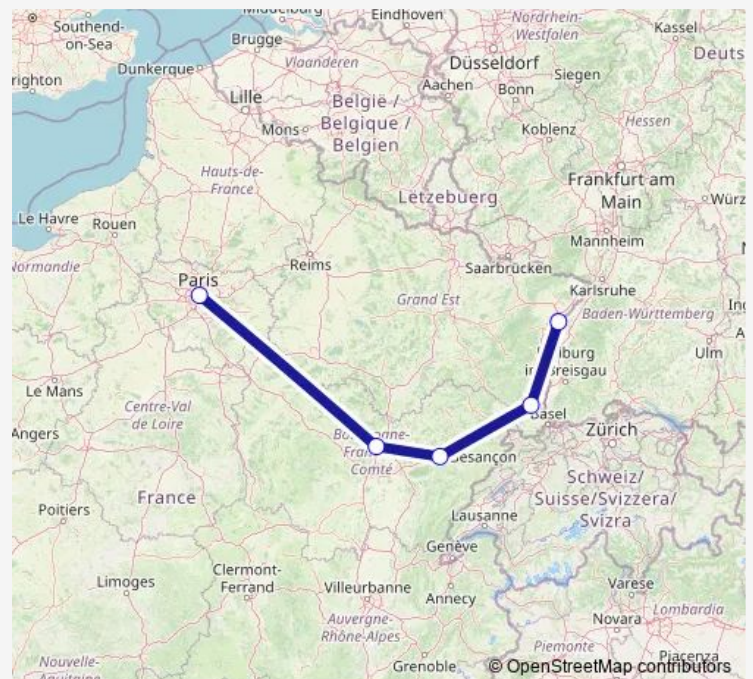 Southend-
on-Sea
Eindhoven
Nordrhein-
Westfalen
Kassel
Brugge
Vlaanderen
Düsseldorf
Deuts
Dunkerque
Siegen
righton
Aachen
Bonn
Lille
België /
Belgique /
Belgien
Hessen
Mons
Koblenz
Hauts-de-
France
Frankfurt am
Main
Lëtzebuerg
Würz
Le Havre
Rouen
Mannheim
Normandie
Reims
Saarbrücken
Paris
Karlsruhe
Grand Est
Baden-Württemberg
Ulm
Le Mans
Centre-Val
de Loire
Basel
Angers
Zürich
Comté
Besançon
France
Schweiz/
Suisse/Svizzera/
Svizra
Poitiers
Lausanne
Genève
Clermont-
Ferrand
Limoges
Villeurbanne
Annecy
Varese
Lombardia
Auvergne-
Rhône-Alpes
Novara
Piemonte
Piacenza
Nouvelle-
Grenoble
© OpenStreetMap contributors